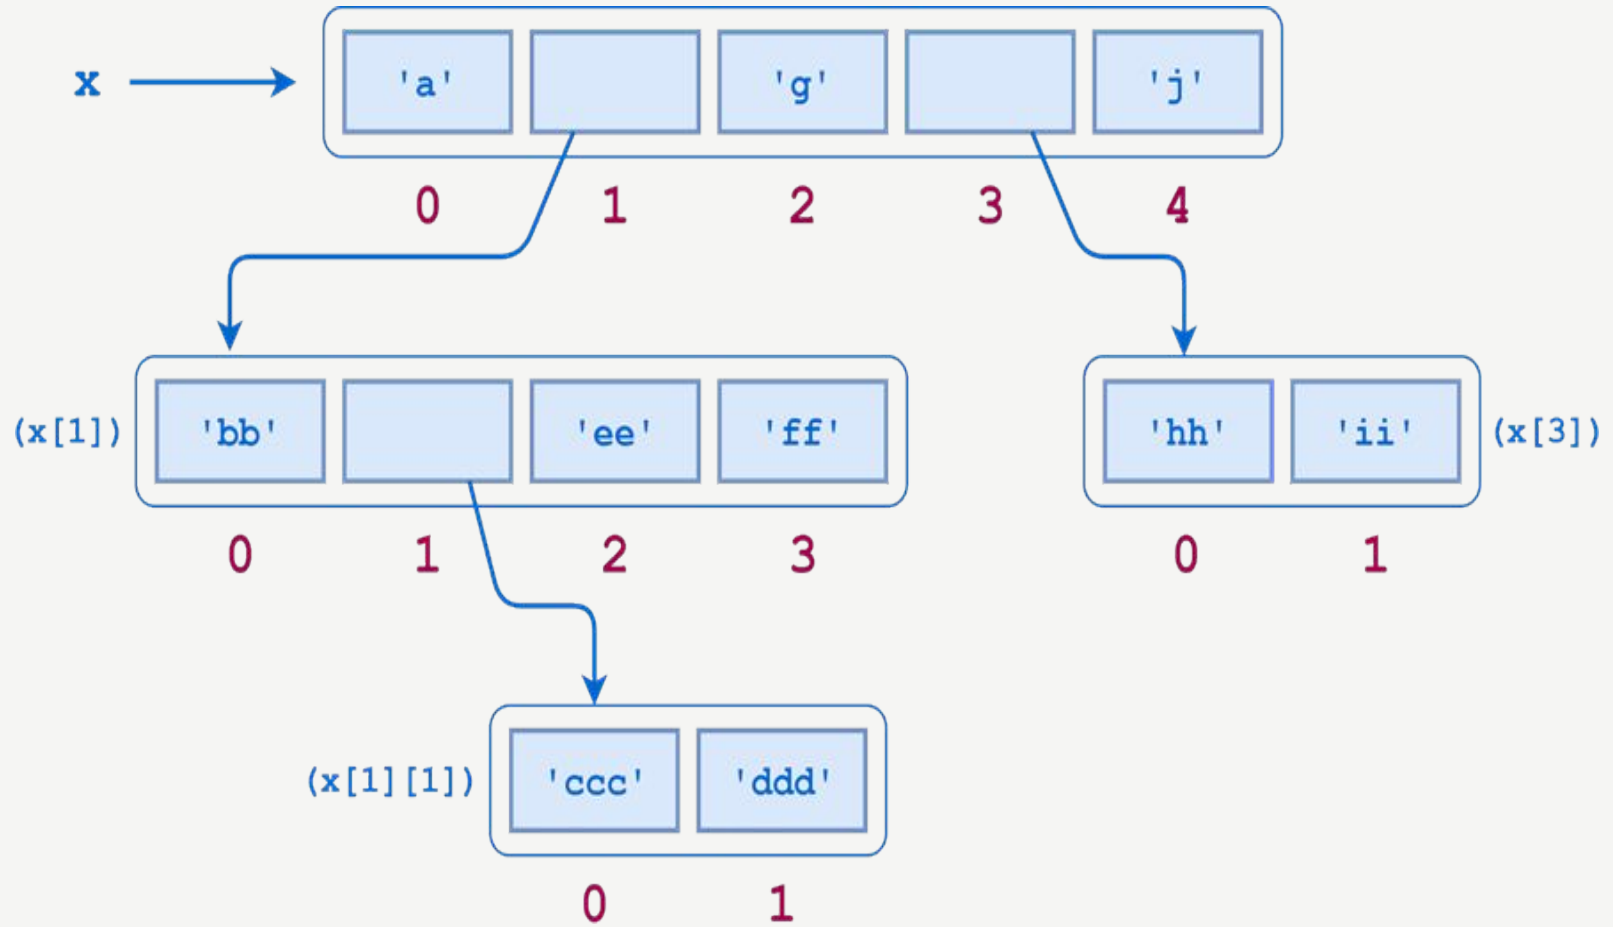 x 'a' 'g' 'j'
0 1 2 3 4
(x[1]) 'bb' 'ee' 'ff' 'hh' 'ii' (x[3])
0 1 2 3 0 1
(x[1][1]) 'ccc' 'ddd'
0 1